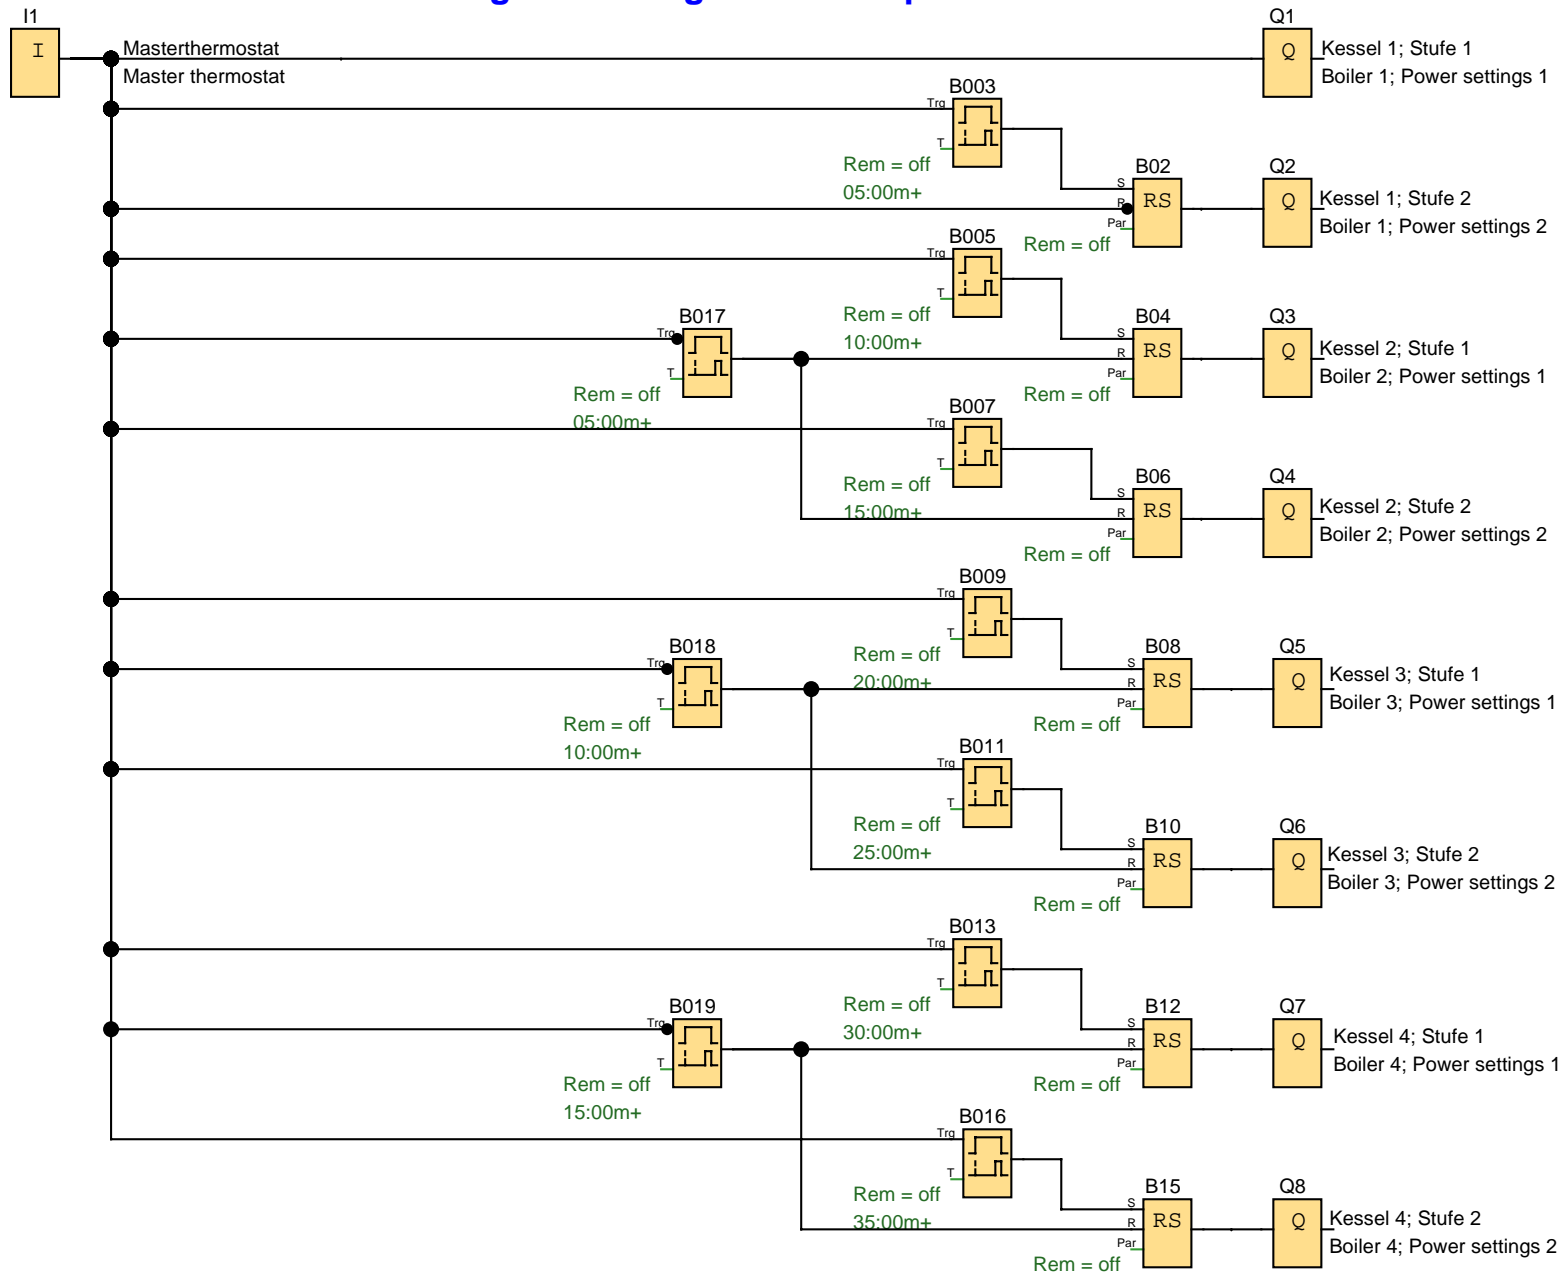 I1
I
Masterthermostat
Master thermostat
Q1
Q
Kessel 1; Stufe 1
Boiler 1; Power settings 1
B003
Trg
T
Rem = off
05:00m+
B02
S
R
Par
RS
Rem = off
Q2
Q
Kessel 1; Stufe 2
Boiler 1; Power settings 2
B005
Trg
T
Rem = off
10:00m+
B017
Trg
T
Rem = off
05:00m+
B04
S
R
Par
RS
Rem = off
Q3
Q
Kessel 2; Stufe 1
Boiler 2; Power settings 1
B007
Trg
T
Rem = off
15:00m+
B06
S
R
Par
RS
Rem = off
Q4
Q
Kessel 2; Stufe 2
Boiler 2; Power settings 2
B009
Trg
T
Rem = off
20:00m+
B018
Trg
T
Rem = off
10:00m+
B08
S
R
Par
RS
Rem = off
Q5
Q
Kessel 3; Stufe 1
Boiler 3; Power settings 1
B011
Trg
T
Rem = off
25:00m+
B10
S
R
Par
RS
Rem = off
Q6
Q
Kessel 3; Stufe 2
Boiler 3; Power settings 2
B013
Trg
T
Rem = off
30:00m+
B019
Trg
T
Rem = off
15:00m+
B12
S
R
Par
RS
Rem = off
Q7
Q
Kessel 4; Stufe 1
Boiler 4; Power settings 1
B016
Trg
T
Rem = off
35:00m+
B15
S
R
Par
RS
Rem = off
Q8
Q
Kessel 4; Stufe 2
Boiler 4; Power settings 2